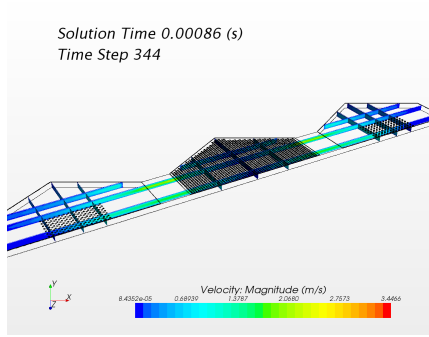 Solution Time 0.00086 (s)
Time Step 344
Y
X
Z
Velocity: Magnitude (m/s)
8.4352e-05 0.68939 1.3787 2.0680 2.7573 3.4466